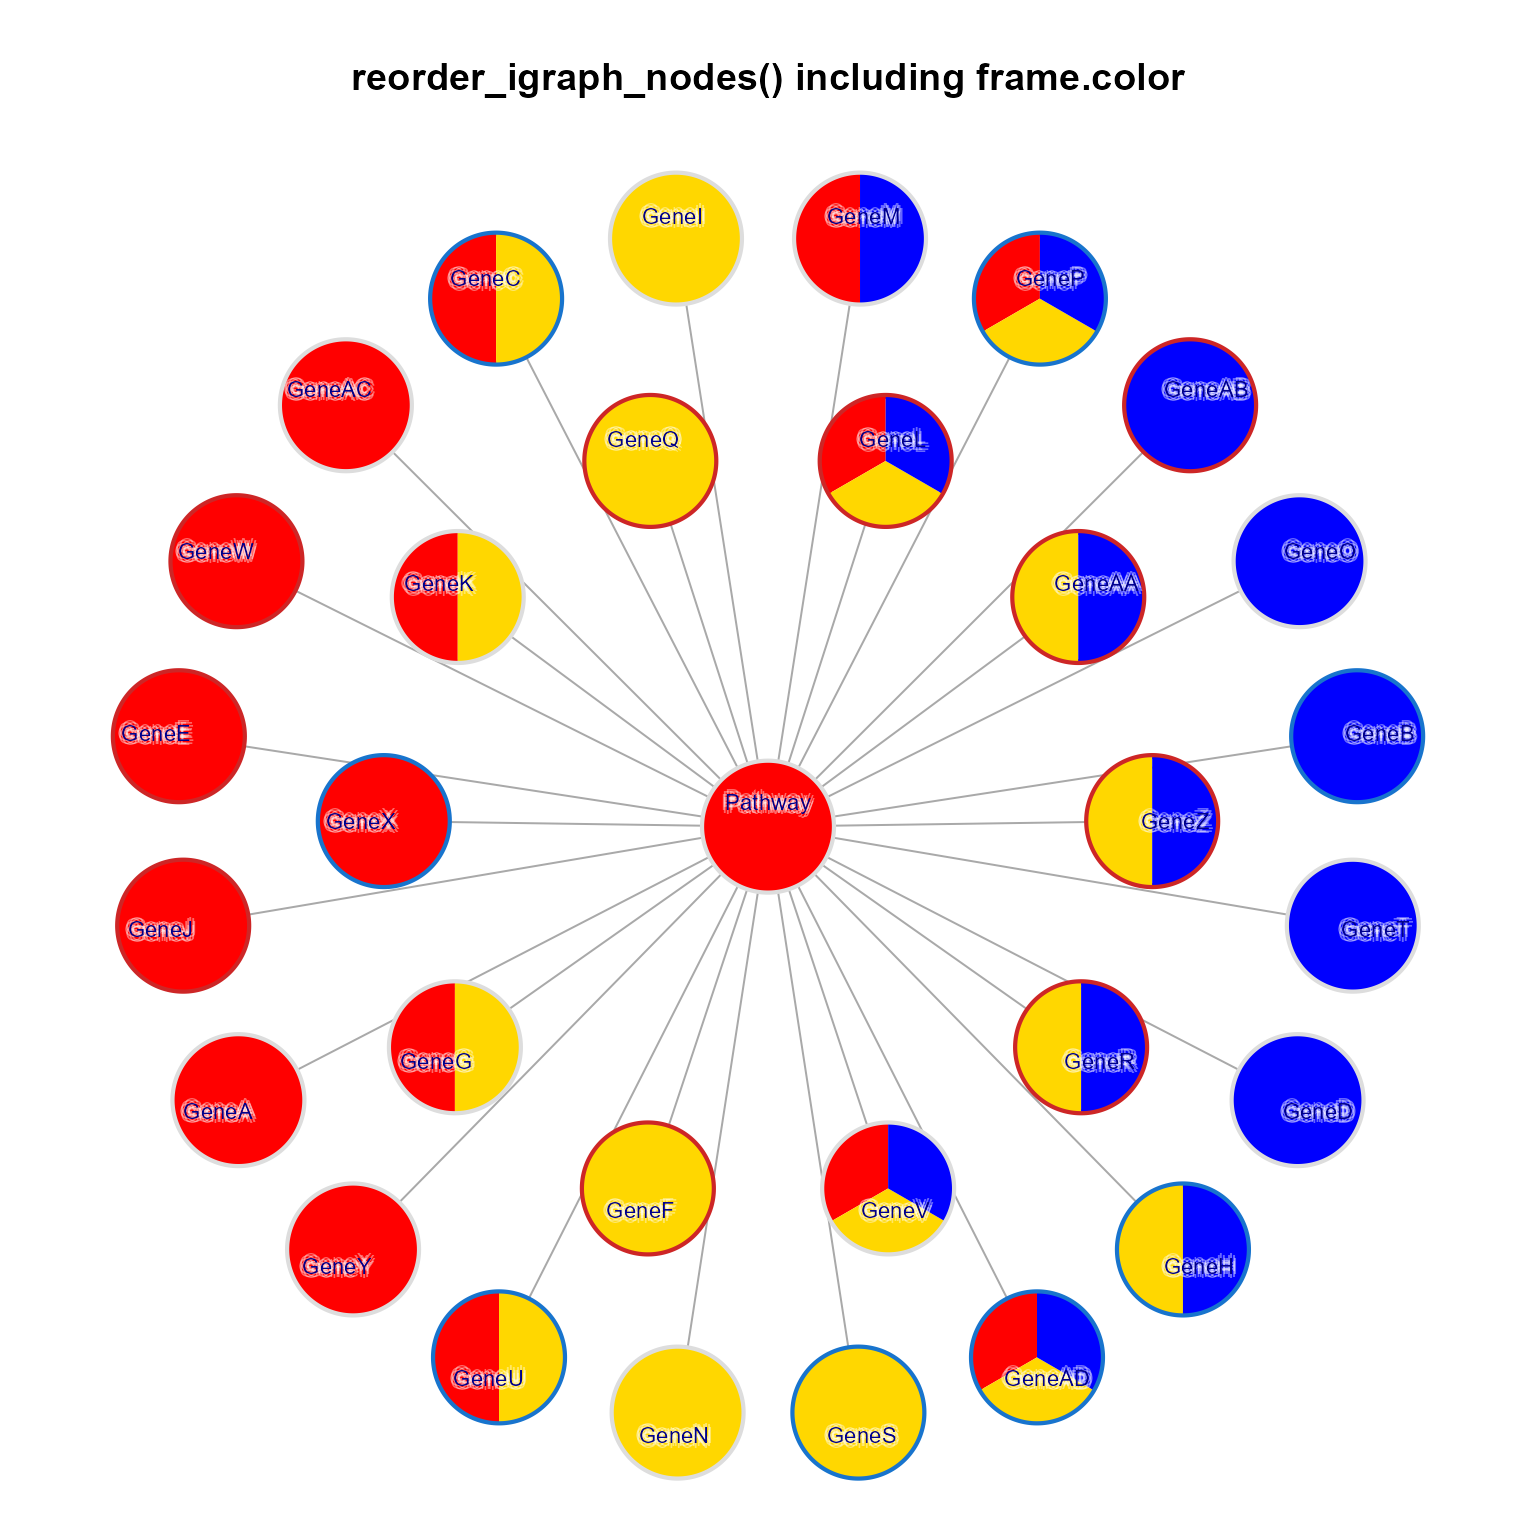 reorder_igraph_nodes() including frame.color
GeneI
GeneM
GeneC
GeneP
GeneAC
GeneAB
GeneQ
GeneL
GeneW
GeneO
GeneK
GeneAA
GeneE
GeneB
Pathway
GeneX
GeneZ
GeneJ
GeneT
GeneG
GeneR
GeneA
GeneD
GeneF
GeneV
GeneY
GeneH
GeneU
GeneAD
GeneN
GeneS